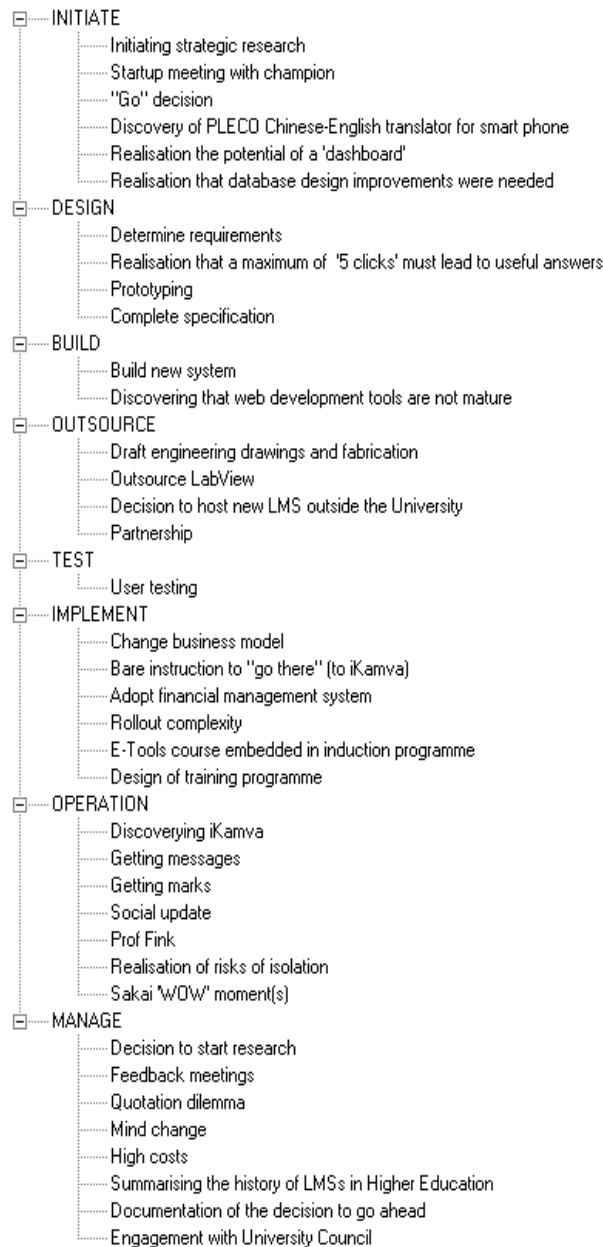 INITIATE
Initiating strategic research
Startup meeting with champion
"Go" decision
Discovery of PLECO Chinese-English translator for smart phone
Realisation the potential of a 'dashboard'
Realisation that database design improvements were needed
DESIGN
Determine requirements
Realisation that a maximum of '5 clicks' must lead to useful answers
Prototyping
Complete specification
BUILD
Build new system
Discovering that web development tools are not mature
OUTSOURCE
Draft engineering drawings and fabrication
Outsource LabView
Decision to host new LMS outside the University
Partnership
TEST
User testing
IMPLEMENT
Change business model
Bare instruction to "go there" (to iKamva)
Adopt financial management system
Rollout complexity
E-Tools course embedded in induction programme
Design of training programme
OPERATION
Discoverying iKamva
Getting messages
Getting marks
Social update
Prof Fink
Realisation of risks of isolation
Sakai 'WOW' moment(s)
MANAGE
Decision to start research
Feedback meetings
Quotation dilemma
Mind change
High costs
Summarising the history of LMSs in Higher Education
Documentation of the decision to go ahead
Engagement with University Council